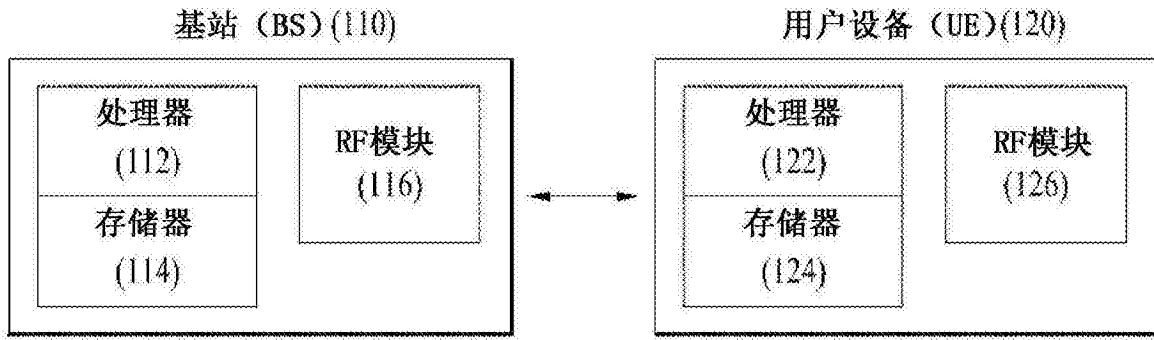 基站（BS）(110)
处理器
(112)
存储器
(114)
RF模块
(116)
用户设备（UE）(120)
处理器
(122)
存储器
(124)
RF模块
(126)